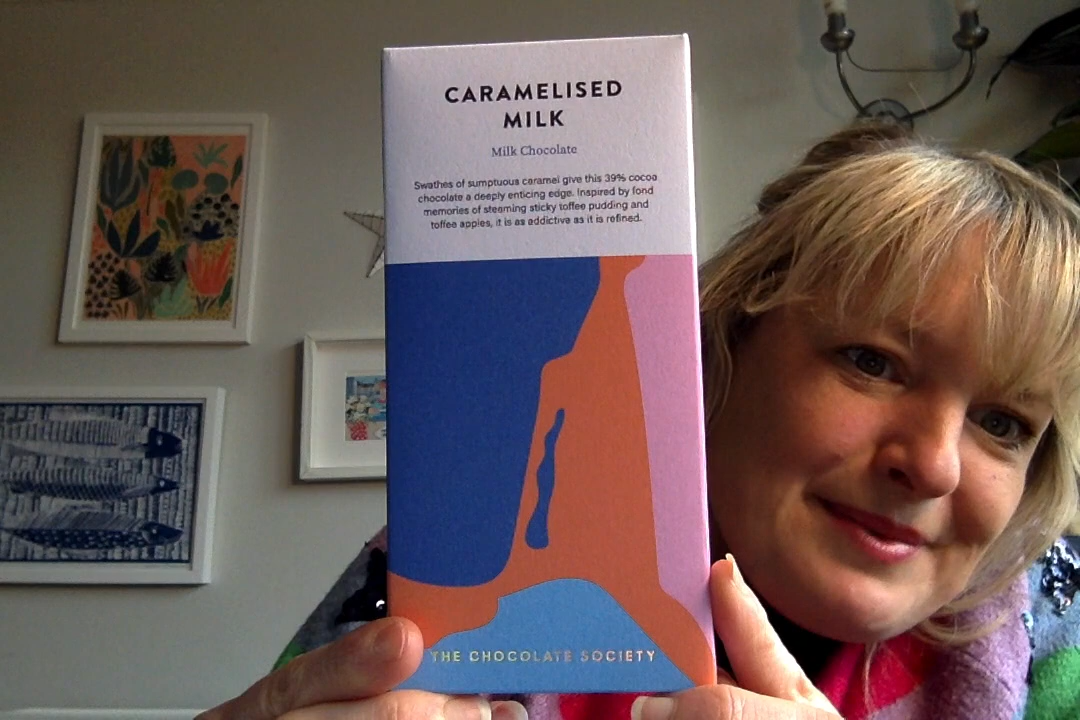 CARAMELISED
MILK
Milk Chocolate
Swathes of sumptuous caramel give this 39% cocoa
chocolate a deeply enticing edge. Inspired by fond
memories of steaming sticky toffee pudding and
toffee apples, it is as addictive as it is refined.
THE CHOCOLATE SOCIETY